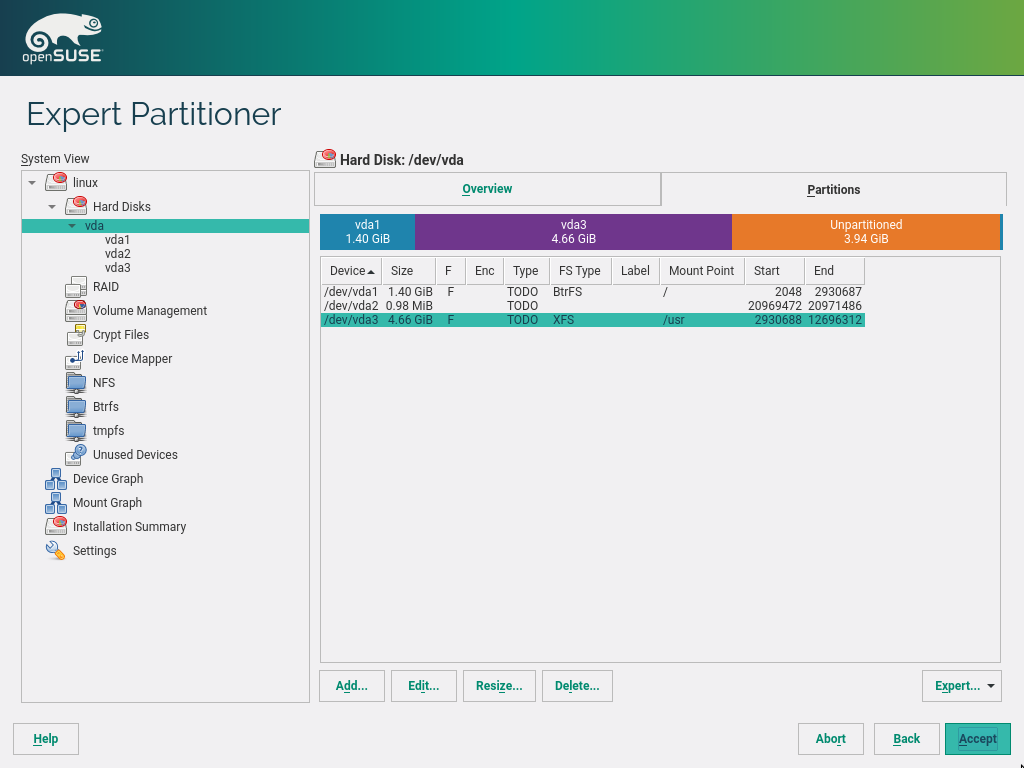 openSUSE
Expert Partitioner
System View
linux
Hard Disks
vda
vda1
vda2
vda3
RAID
Volume Management
Crypt Files
Device Mapper
NFS
Btrfs
tmpfs
Unused Devices
Device Graph
Mount Graph
Installation Summary
Settings
Hard Disk: /dev/vda
Overview Partitions
vda1 vda3 Unpartitioned
1.40 GiB 4.66 GiB 3.94 GiB
Device Size F Enc Type FS Type Label Mount Point Start End
/dev/vda1 1.40 GiB F TODO BtrFS / 2048 2930687
/dev/vda2 0.98 MiB TODO 20969472 20971486
/dev/vda3 4.66 GiB F TODO XFS /usr 2930688 12696312
Add... Edit... Resize... Delete... Expert...
Help Abort Back Accept